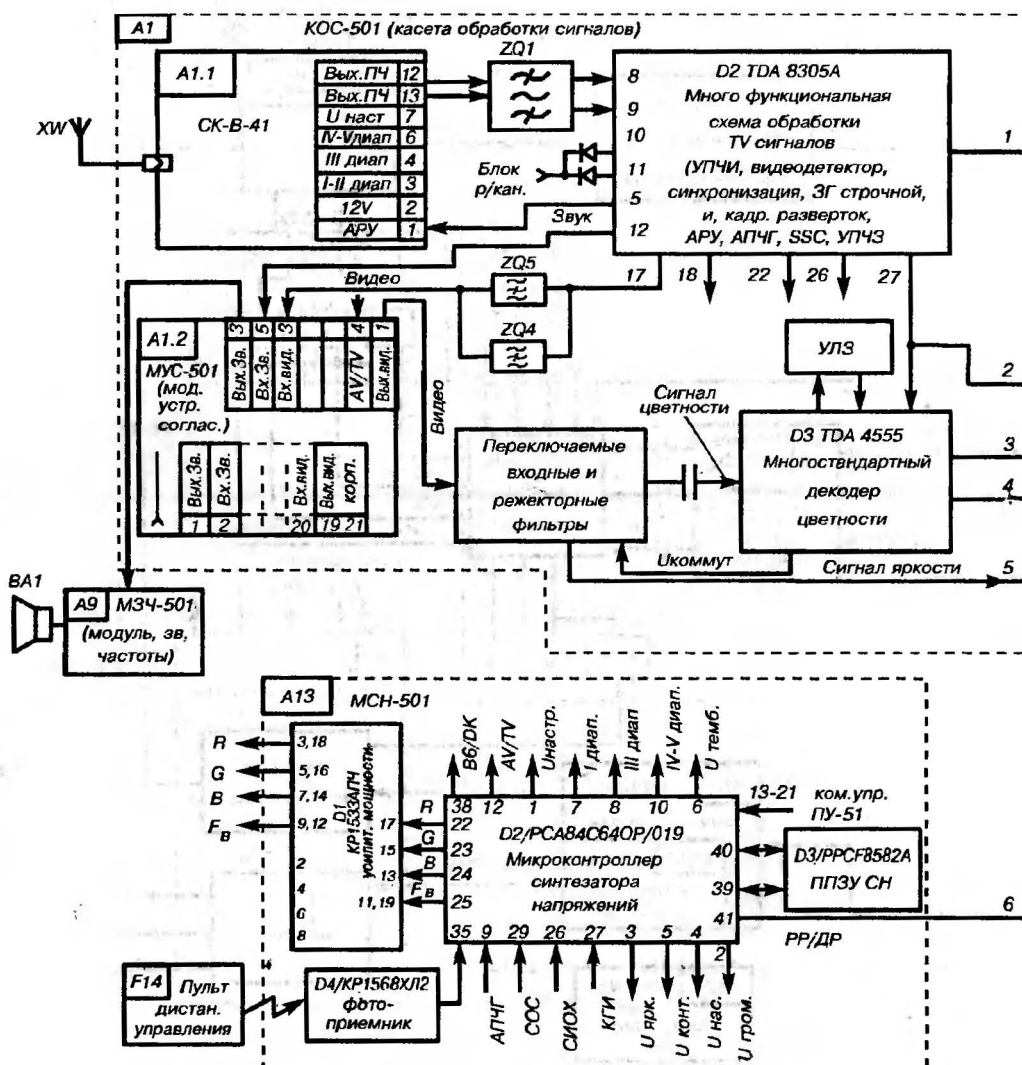 A1
КОС-501 (касета обработки сигналов)
A1.1
СК-В-41
Вых.ПЧ 12
Вых.ПЧ 13
U наст 7
IV-Vдиап 6
III диап 4
I-II диап 3
12V 2
АРУ 1
XW
ZQ1
Блок
р/кан.
Звук
D2 TDA 8305A
Много функциональная
схема обработки
TV сигналов
(УПЧИ, видеодетектор,
синхронизация, ЗГ строчной,
и, кадр. разверток,
АРУ, АПЧГ, SSC, УПЧЗ
8
9
10
11
5
12
17
18
22
26
27
1
Видео
ZQ5
ZQ4
A1.2
МУС-501
(мод.
устр.
соглас.)
3
5
3
4
1
Вых.Зв.
Вх.Зв.
Вх.вид.
AV/TV
Вых.вид.
Вых.Зв.
Вх.Зв.
Вх.вид.
Вых.вид.
корп.
1
2
20
19
21
Видео
УЛЗ
2
Сигнал
цветности
Переключаемые
входные и
режекторные
фильтры
D3 TDA 4555
Многостандартный
декодер
цветности
3
4
Uкоммут
Сигнал яркости
5
BA1
A9
МЗЧ-501
(модуль, зв,
частоты)
A13
МСН-501
R
G
B
FB
3,18
5,16
7,14
9,12
2
4
6
8
D1
КР1533АПЧ
усилит. мощности
17
15
13
11,19
R
G
B
FB
В6/DK
AV/TV
Uнастр.
I диап.
III диап
IV-V диап.
U темб.
38
12
1
7
8
10
6
22
23
24
25
D2/PCA84C64OP/019
Микроконтроллер
синтезатора
напряжений
13-21
ком.упр.
ПУ-51
40
39
41
D3/PPCF8582A
ППЗУ СН
6
РР/ДР
35
9
29
26
27
3
5
4
2
F14
Пульт
дистан.
управления
D4/КР1568ХЛ2
фото-
приемник
АПЧГ
СОС
СИОХ
КГИ
U ярк.
U конт.
U нас.
U гром.